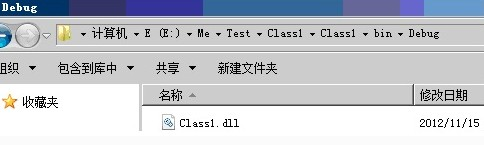 Debug
计算机 ▸ E (E:) ▸ Me ▸ Test ▸ Class1 ▸ Class1 ▸ bin ▸ Debug
组织 ▼ 包含到库中 ▼ 共享 ▼ 新建文件夹
收藏夹
名称 修改日期
Class1.dll 2012/11/15